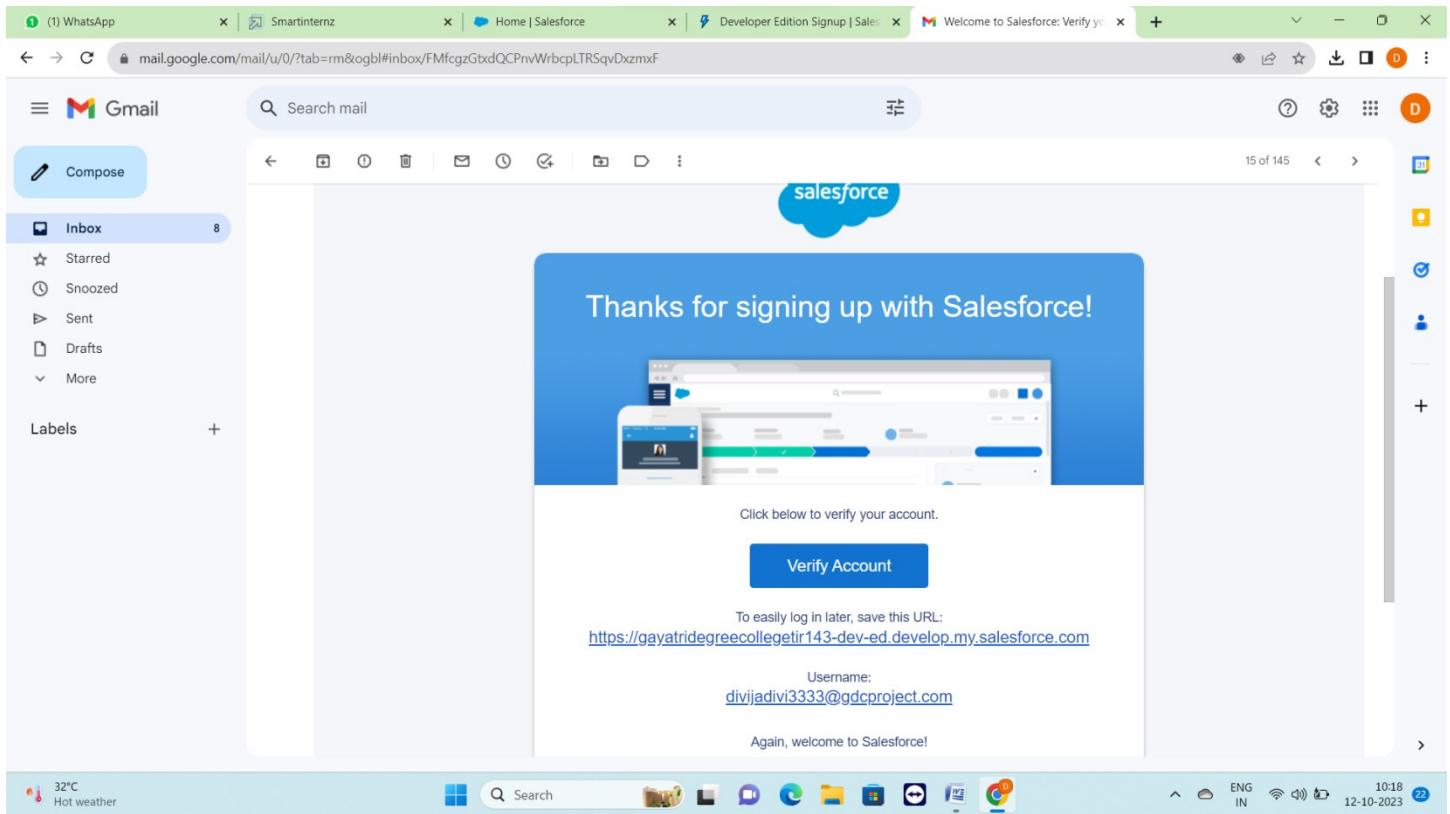 (1) WhatsApp
Smartinternz
Home | Salesforce
Developer Edition Signup | Sales
Welcome to Salesforce: Verify yo
mail.google.com/mail/u/0/?tab=rm&ogbl#inbox/FMfcgzGtxdQCPnvWrbcpLTRSqvDxzmxF
D
Gmail
Search mail
D
Compose
15 of 145
31
Inbox 8
Starred
Snoozed
Sent
Drafts
More
Labels
salesforce
Thanks for signing up with Salesforce!
Click below to verify your account.
Verify Account
To easily log in later, save this URL:
https://gayatridegreecollegetir143-dev-ed.develop.my.salesforce.com
Username:
divijadivi3333@gdcproject.com
Again, welcome to Salesforce!
32°C
Hot weather
Search
ENG
IN
10:18
12-10-2023
22